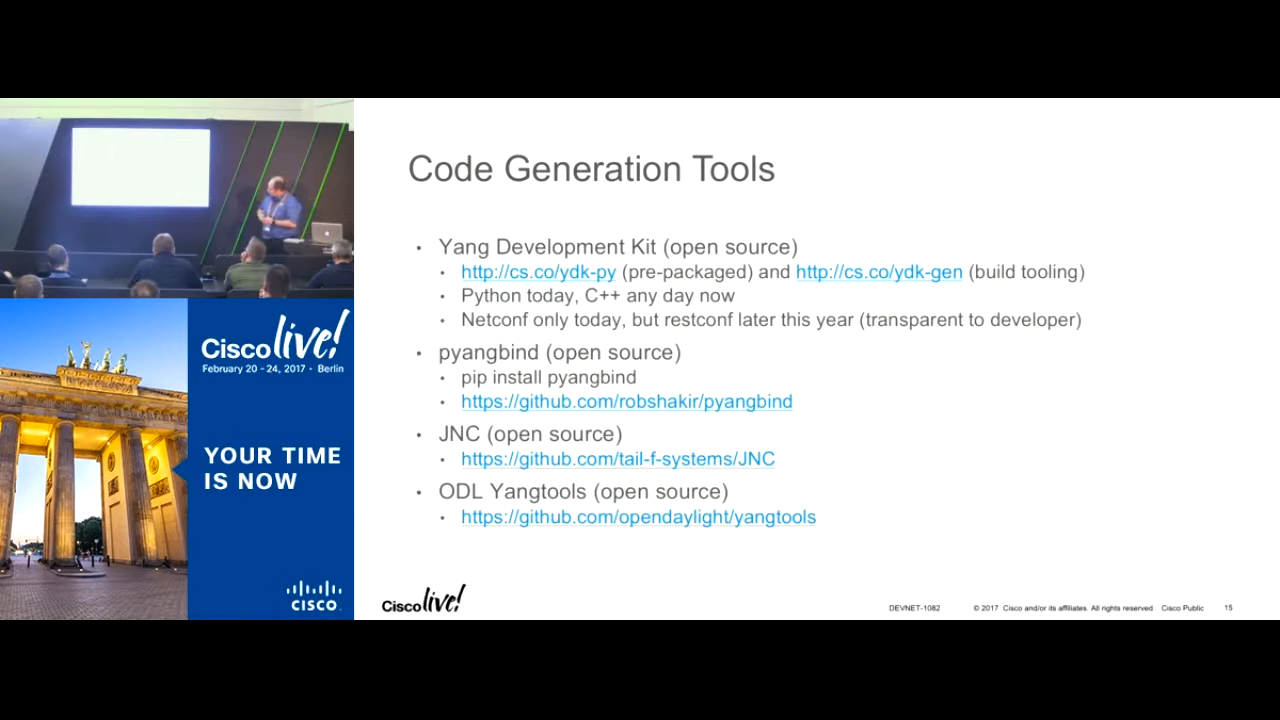 Code Generation Tools
• Yang Development Kit (open source)
• http://cs.co/ydk-py (pre-packaged) and http://cs.co/ydk-gen (build tooling)
• Python today, C++ any day now
• Netconf only today, but restconf later this year (transparent to developer)
• pyangbind (open source)
• pip install pyangbind
• https://github.com/robshakir/pyangbind
• JNC (open source)
• https://github.com/tail-f-systems/JNC
• ODL Yangtools (open source)
• https://github.com/opendaylight/yangtools
Cisco live!
February 20 - 24, 2017 • Berlin
YOUR TIME
IS NOW
CISCO.
Cisco live!
DEVNET-1082 © 2017 Cisco and/or its affiliates. All rights reserved. Cisco Public 15